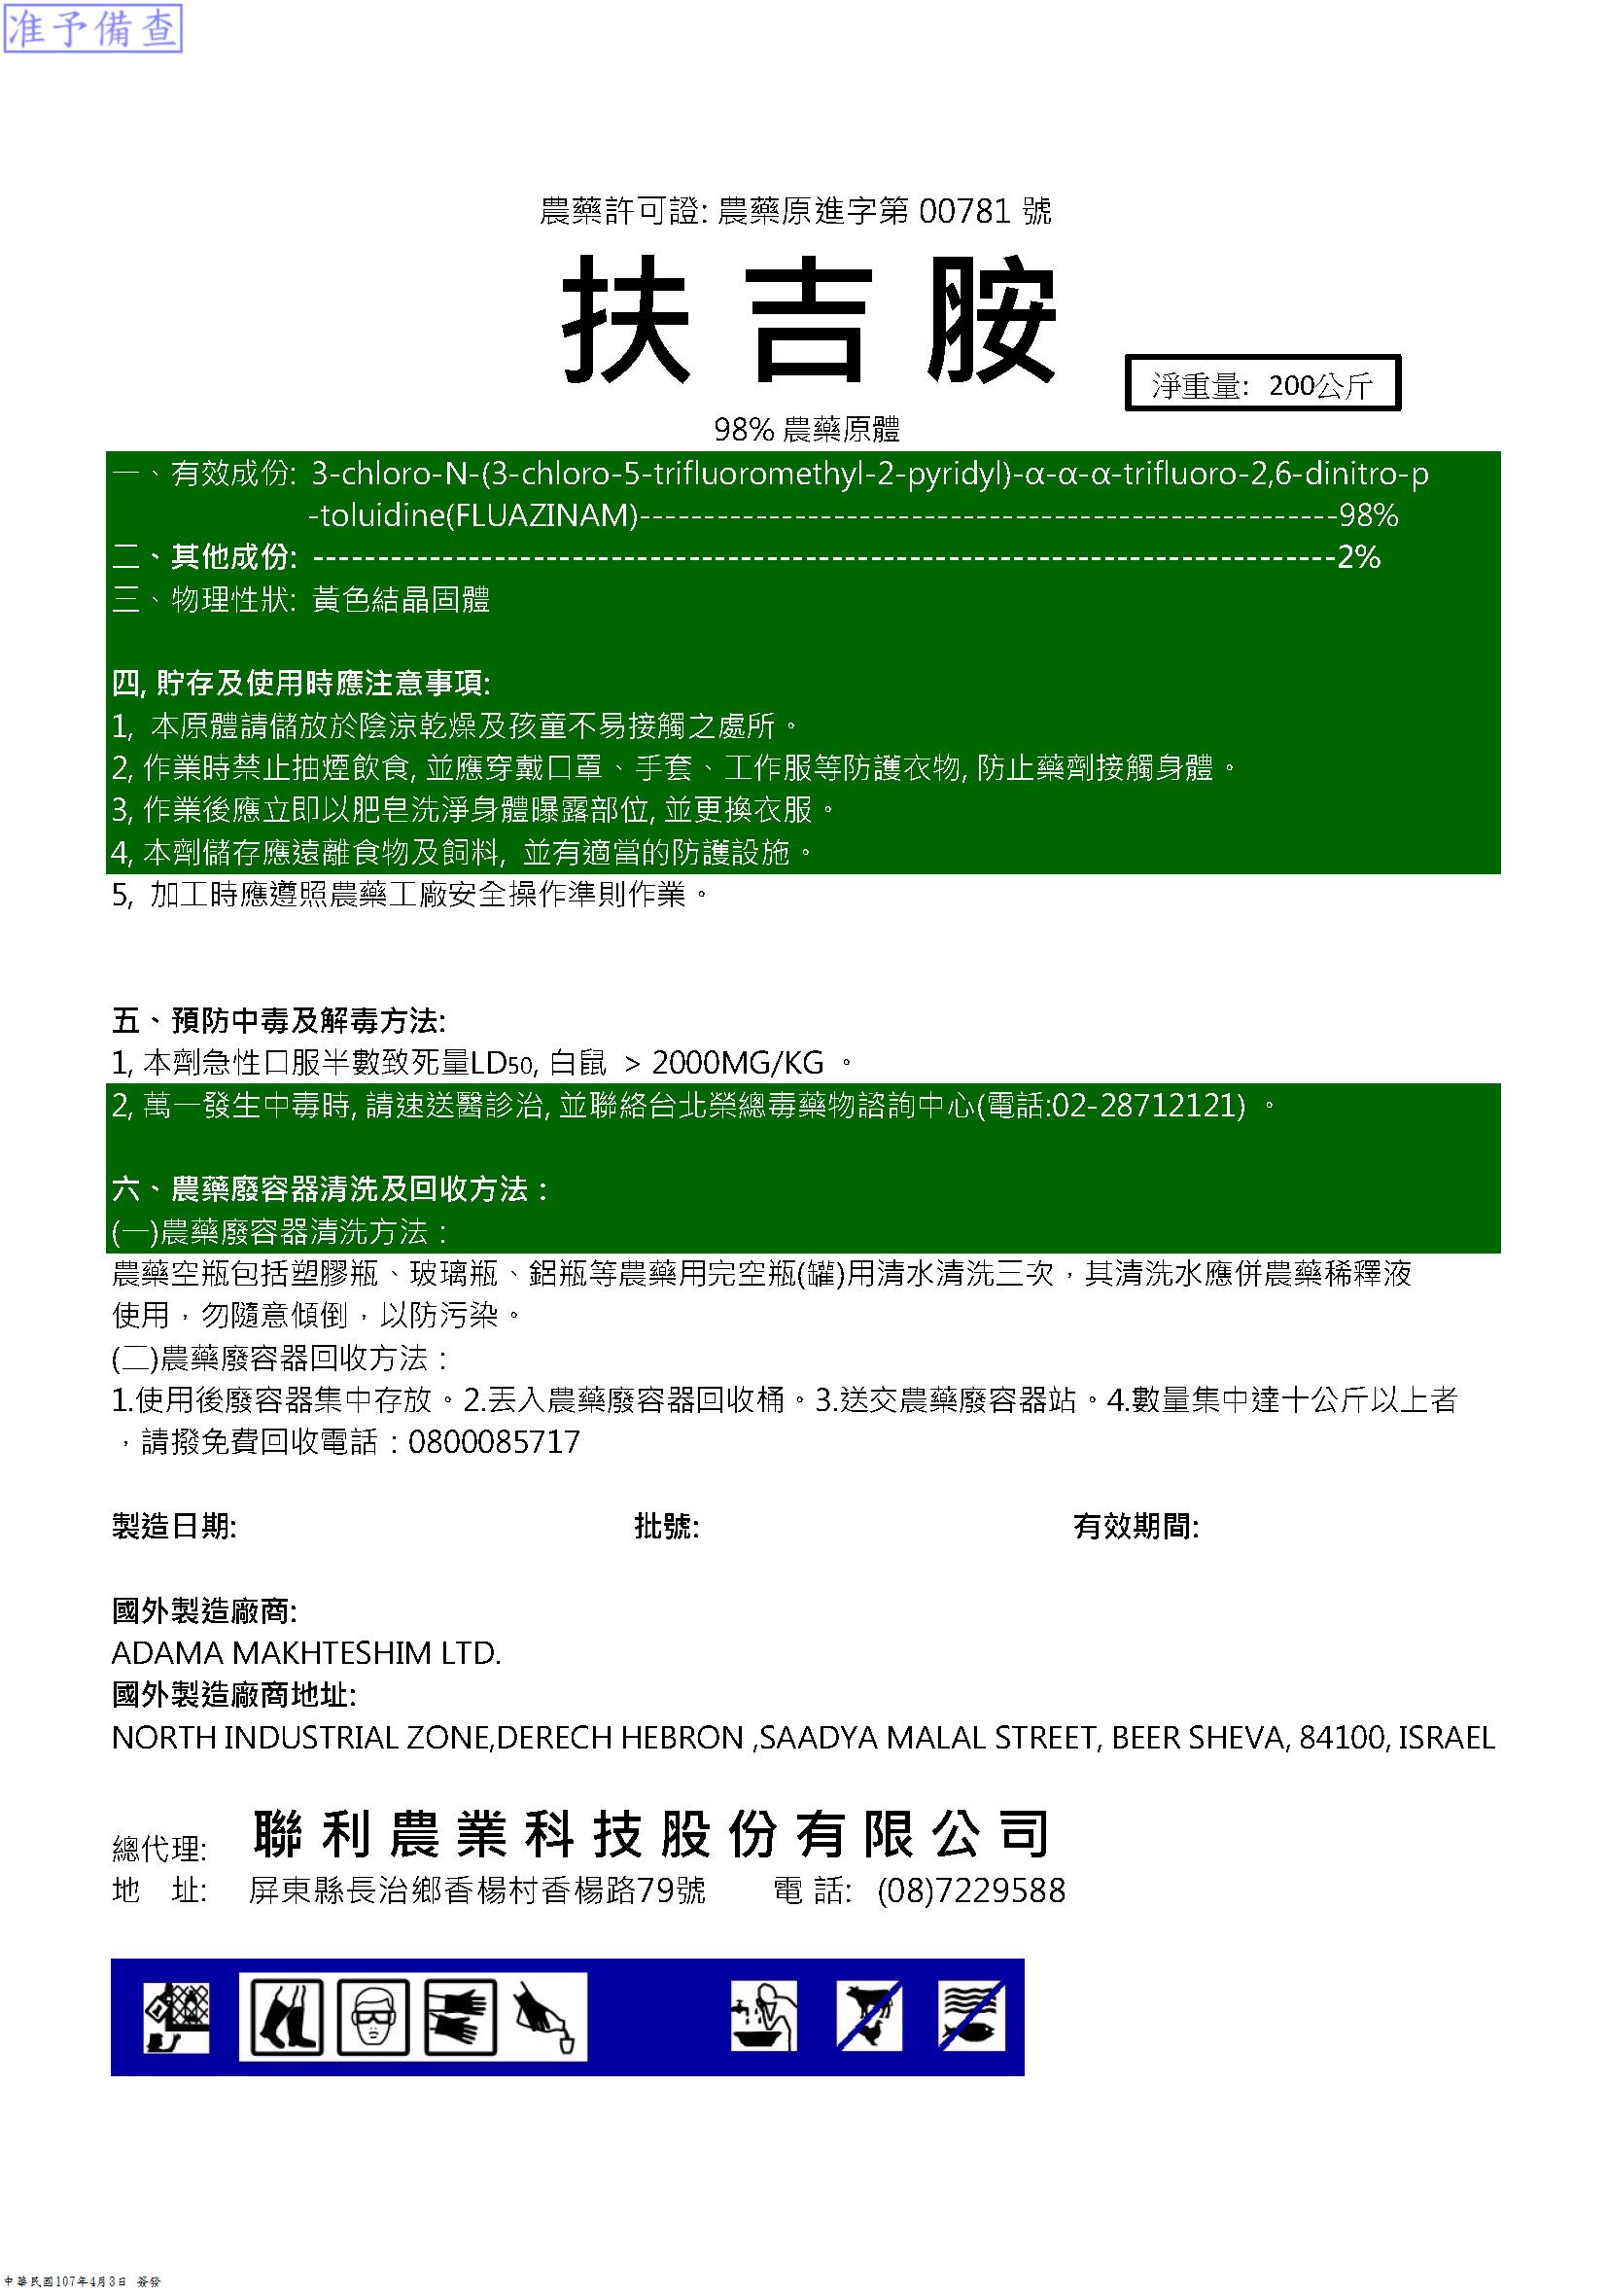 准予備查
農藥許可證: 農藥原進字第 00781 號
扶吉胺
淨重量: 200公斤
98% 農藥原體
一、有效成份: 3-chloro-N-(3-chloro-5-trifluoromethyl-2-pyridyl)-α-α-α-trifluoro-2,6-dinitro-p
-toluidine(FLUAZINAM)------------------------------------------------------98%
二、其他成份: -------------------------------------------------------------------------------2%
三、物理性狀: 黃色結晶固體
四, 貯存及使用時應注意事項:
1, 本原體請儲放於陰涼乾燥及孩童不易接觸之處所。
2, 作業時禁止抽煙飲食, 並應穿戴口罩、手套、工作服等防護衣物, 防止藥劑接觸身體。
3, 作業後應立即以肥皂洗淨身體曝露部位, 並更換衣服。
4, 本劑儲存應遠離食物及飼料, 並有適當的防護設施。
5, 加工時應遵照農藥工廠安全操作準則作業。
五、預防中毒及解毒方法:
1, 本劑急性口服半數致死量LD50, 白鼠 > 2000MG/KG 。
2, 萬一發生中毒時, 請速送醫診治, 並聯絡台北榮總毒藥物諮詢中心(電話:02-28712121) 。
六、農藥廢容器清洗及回收方法：
(一)農藥廢容器清洗方法：
農藥空瓶包括塑膠瓶、玻璃瓶、鋁瓶等農藥用完空瓶(罐)用清水清洗三次，其清洗水應併農藥稀釋液
使用，勿隨意傾倒，以防污染。
(二)農藥廢容器回收方法：
1.使用後廢容器集中存放。2.丟入農藥廢容器回收桶。3.送交農藥廢容器站。4.數量集中達十公斤以上者
，請撥免費回收電話：0800085717
製造日期: 批號: 有效期間:
國外製造廠商:
ADAMA MAKHTESHIM LTD.
國外製造廠商地址:
NORTH INDUSTRIAL ZONE,DERECH HEBRON ,SAADYA MALAL STREET, BEER SHEVA, 84100, ISRAEL
總代理: 聯利農業科技股份有限公司
地 址: 屏東縣長治鄉香楊村香楊路79號 電 話: (08)7229588
中華民國107年4月3日 簽發